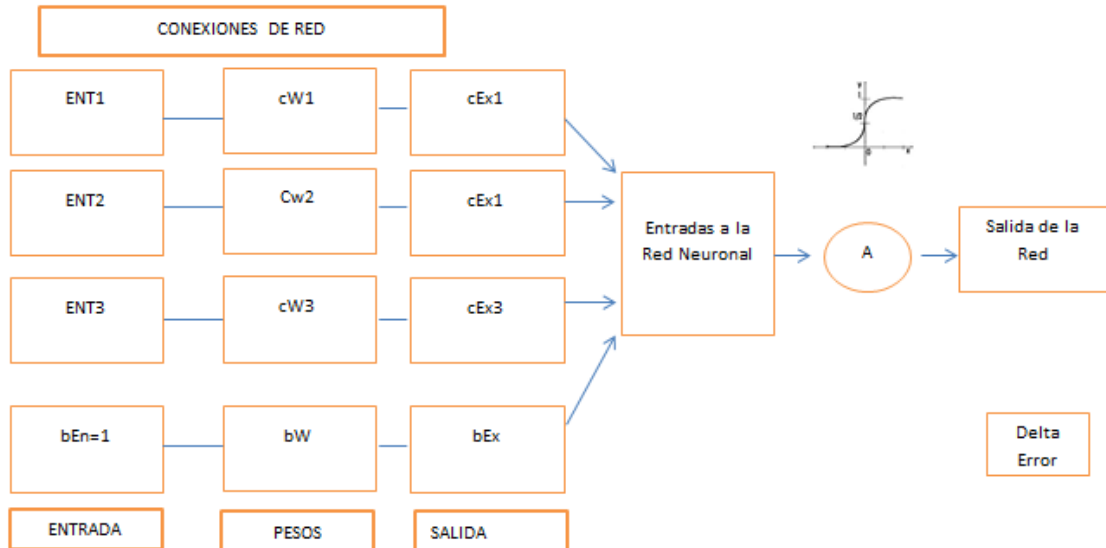 CONEXIONES DE RED
ENT1
cW1
cEx1
ENT2
Cw2
cEx1
ENT3
cW3
cEx3
bEn=1
bW
bEx
ENTRADA
PESOS
SALIDA
Entradas a la
Red Neuronal
A
Salida de la
Red
Delta
Error